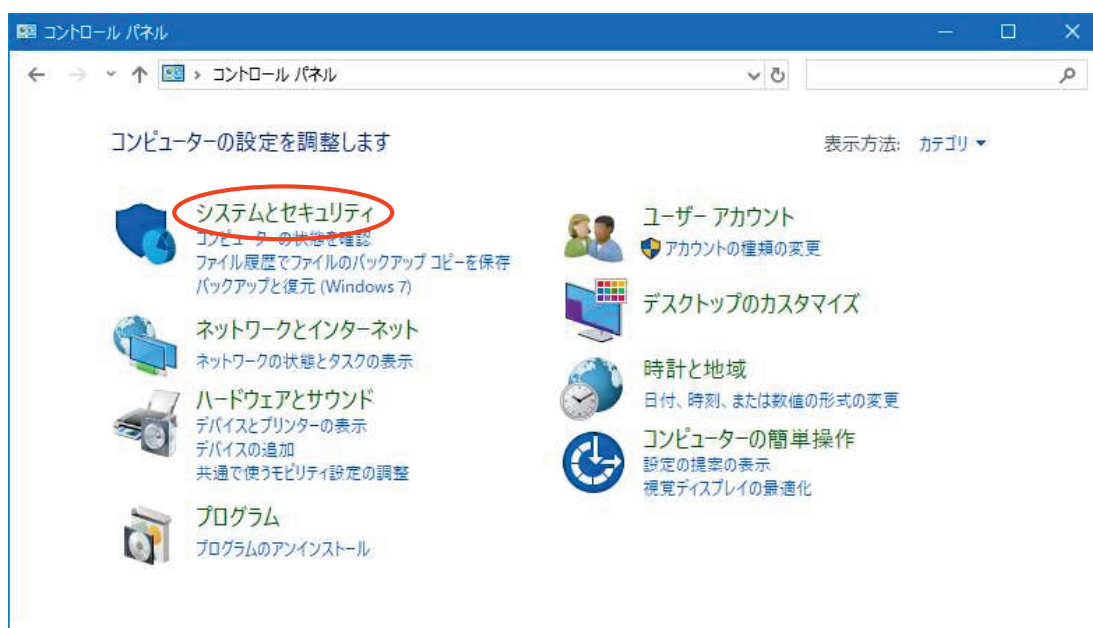 コントロール パネル
コントロール パネル
コンピューターの設定を調整します
表示方法: カテゴリ
システムとセキュリティ
コンピューターの状態を確認
ファイル履歴でファイルのバックアップ コピーを保存
バックアップと復元 (Windows 7)
ネットワークとインターネット
ネットワークの状態とタスクの表示
ハードウェアとサウンド
デバイスとプリンターの表示
デバイスの追加
共通で使うモビリティ設定の調整
プログラム
プログラムのアンインストール
ユーザー アカウント
アカウントの種類の変更
デスクトップのカスタマイズ
時計と地域
日付、時刻、または数値の形式の変更
コンピューターの簡単操作
設定の提案の表示
視覚ディスプレイの最適化